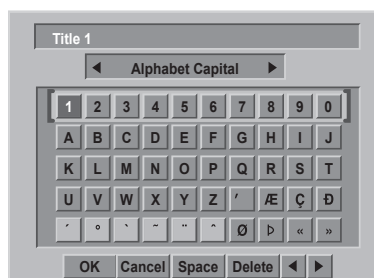 Title 1
◀ Alphabet Capital ▶
1 2 3 4 5 6 7 8 9 0
A B C D E F G H I J
K L M N O P Q R S T
U V W X Y Z ′ Æ Ç Ð
´ ° ` ~ ¨ ^ Ø Þ « »
OK Cancel Space Delete ◀ ▶